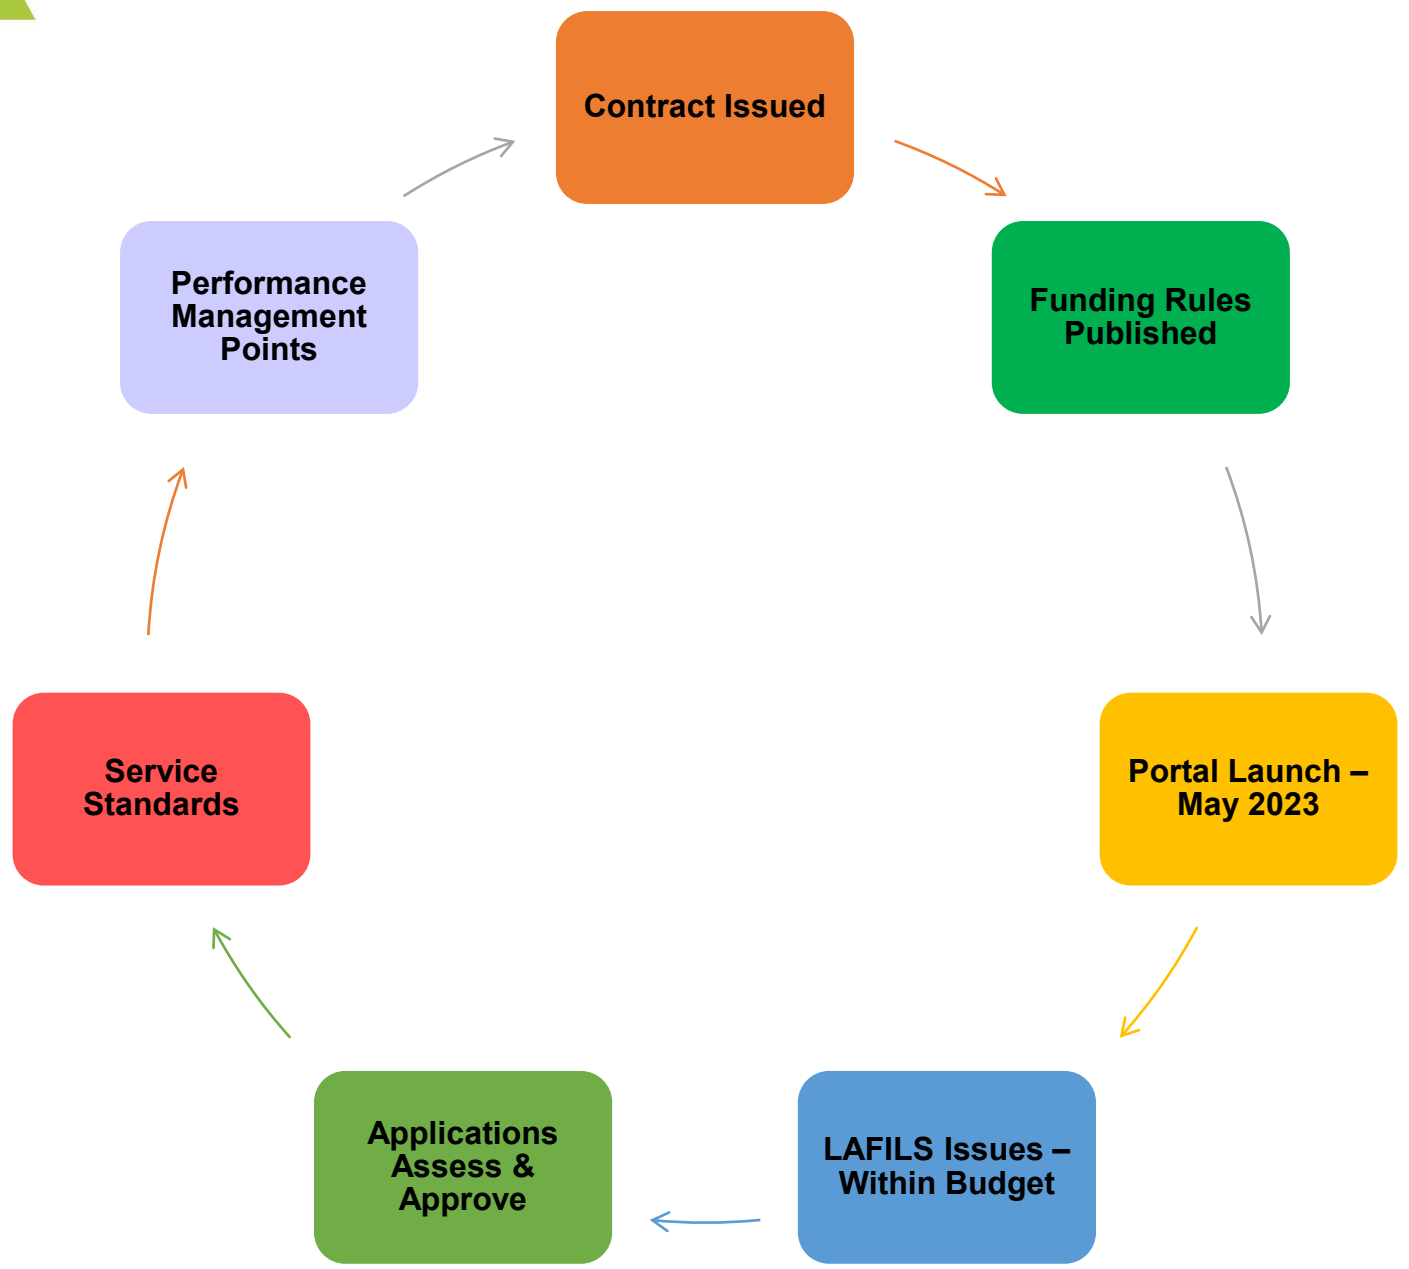 Contract Issued
Funding Rules
Published
Portal Launch –
May 2023
LAFILS Issues –
Within Budget
Applications
Assess &
Approve
Service
Standards
Performance
Management
Points